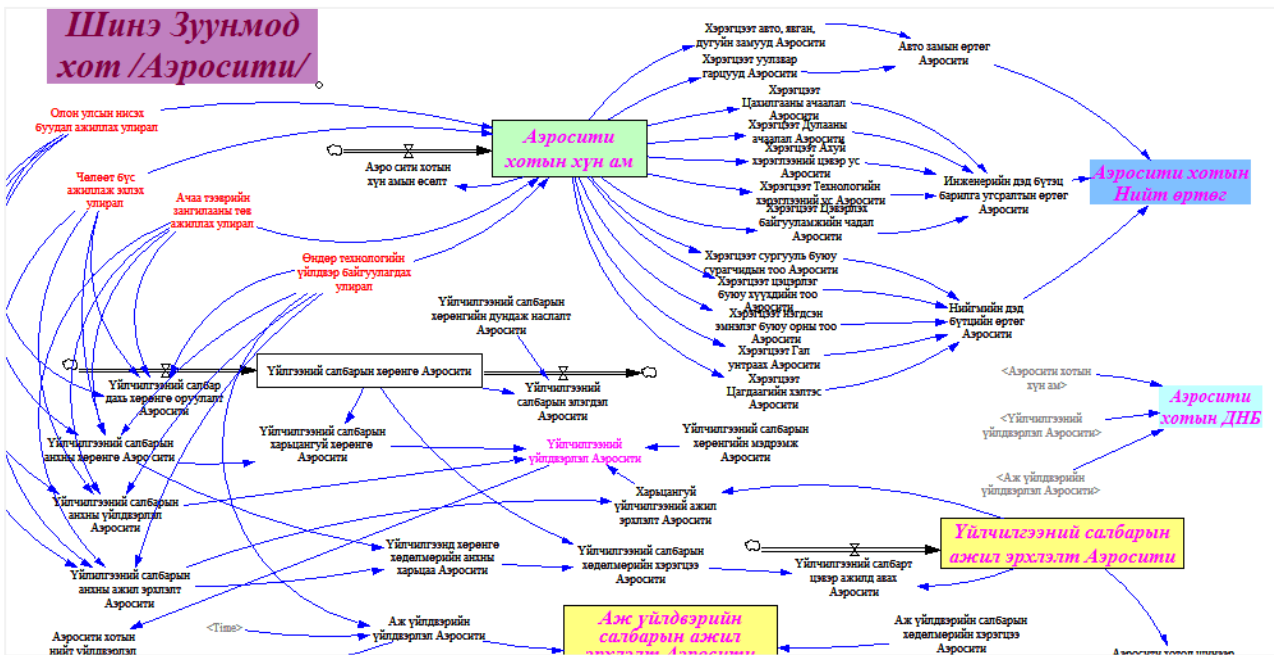 Шинэ Зуунмод
хот /Аэросити/
Олон улсын нисэх
буудал ажиллах улирал
Чөлөөт бүс
ажиллаж эхлэх
улирал
Ачаа тээврийн
зангилааны төв
ажиллах улирал
Өндөр технологийн
үйлдвэр байгуулагдах
улирал
Аэросити
хотын хүн ам
Аэро сити хотын
хүн амын өсөлт
Хэрэгцээт авто, явган,
дугуйн замууд Аэросити
Хэрэгцээт уулзвар
гарцууд Аэросити
Авто замын өртөг
Аэросити
Хэрэгцээт
Цахилгааны ачаалал
Аэросити
Хэрэгцээт Дулааны
ачаалал Аэросити
Хэрэгцээт Ахуй
хэрэглээний цэвэр ус
Аэросити
Хэрэгцээт Технологийн
хэрэглээний ус Аэросити
Хэрэгцээт Цэвэрлэх
байгууламжийн чадал
Аэросити
Инженерийн дэд бүтэц
барилга угсралтын өртөг
Аэросити
Аэросити хотын
Нийт өртөг
Хэрэгцээт сургууль буюу
сурагчидын тоо Аэросити
Хэрэгцээт цэцэрлэг
буюу хүүхдийн тоо
Аэросити
Хэрэгцээт нэгдсэн
эмнэлэг буюу орны тоо
Аэросити
Хэрэгцээт Гал
унтраах Аэросити
Хэрэгцээт
Цагдаагийн хэлтэс
Аэросити
Нийгмийн дэд
бүтцийн өртөг
Аэросити
Үйлчилгээний салбарын
хөрөнгийн дундаж наслалт
Аэросити
Үйлгээний салбарын хөрөнгө Аэросити
Үйлчилгээний салбар
дахь хөрөнгө оруулалт
Аэросити
Үйлчилгээний
салбарын элэгдэл
Аэросити
<Аэросити хотын
хүн ам>
<Үйлчилгээний
үйлдвэрлэл Аэросити>
<Аж үйлдвэрийн
үйлдвэрлэл Аэросити>
Аэросити
хотын ДНБ
Үйлчилгээний салбарын
анхны хөрөнгө Аэро сити
Үйлчилгээний салбарын
харьцангуй хөрөнгө
Аэросити
Үйлчилгээний
үйлдвэрлэл Аэросити
Үйлчилгээний салбарын
хөрөнгийн мэдрэмж
Аэросити
Үйлчилгээний салбарын
анхны үйлдвэрлэл
Аэросити
Харьцангуй
үйлчилгээний ажил
эрхлэлт Аэросити
Үйлчилгээний салбарын
ажил эрхлэлт Аэросити
Үйлилгээний салбарын
анхны ажил эрхлэлт
Аэросити
Үйлчилгээнд хөрөнгө
хөдөлмөрийн анхны
харьцаа Аэросити
Үйлчилгээний салбарын
хөдөлмөрийн хэрэгцээ
Аэросити
Үйлчилгээний салбарт
цэвэр ажилд авах
Аэросити
Аэросити хотын
нийт үйлдвэрлэл
<Time>
Аж үйлдвэрийн
үйлдвэрлэл Аэросити
Аж үйлдвэрийн
салбарын ажил
эрхлэлт Аэросити
Аж үйлдвэрийн салбарын
хөдөлмөрийн хэрэгцээ
Аэросити
Аэросити хотод